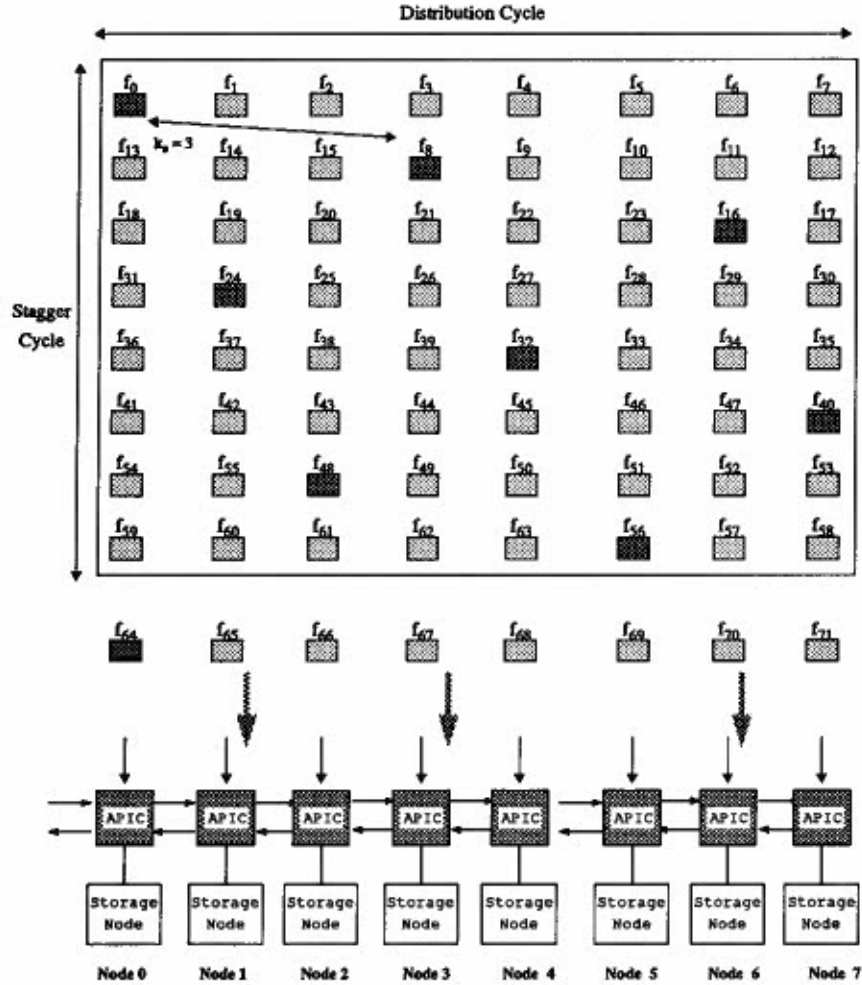 Distribution Cycle
f0 f1 f2 f3 f4 f5 f6 f7
ks = 3
f13 f14 f15 f8 f9 f10 f11 f12
f18 f19 f20 f21 f22 f23 f16 f17
f31 f24 f25 f26 f27 f28 f29 f30
Stagger
Cycle
f36 f37 f38 f39 f32 f33 f34 f35
f41 f42 f43 f44 f45 f46 f47 f40
f54 f55 f48 f49 f50 f51 f52 f53
f59 f60 f61 f62 f63 f56 f57 f58
f64 f65 f66 f67 f68 f69 f70 f71
APIC APIC APIC APIC APIC APIC APIC APIC
Storage Storage Storage Storage Storage Storage Storage Storage
Node Node Node Node Node Node Node Node
Node 0 Node 1 Node 2 Node 3 Node 4 Node 5 Node 6 Node 7